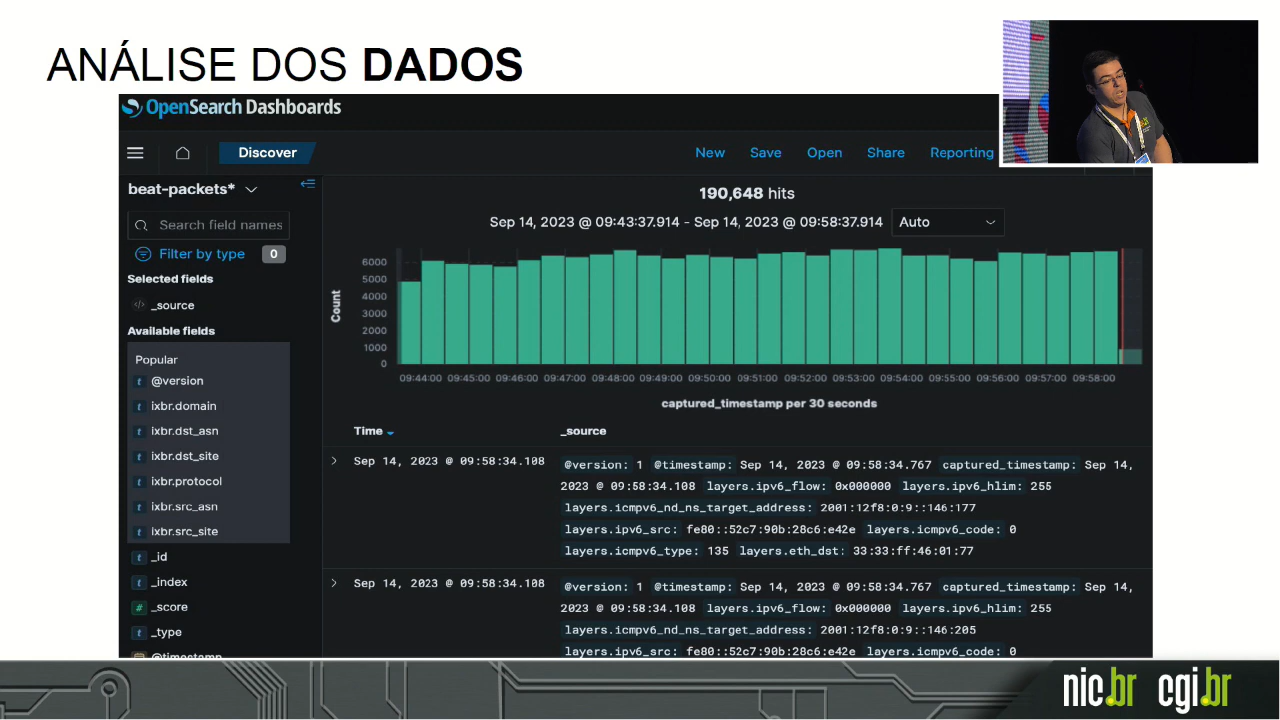 ANÁLISE DOS DADOS
OpenSearch Dashboards
Discover
New Save Open Share Reporting
beat-packets*
190,648 hits
Search field names
Sep 14, 2023 @ 09:43:37.914 - Sep 14, 2023 @ 09:58:37.914 Auto
Filter by type 0
Selected fields
_source
Available fields
Popular
@version
ixbr.domain
ixbr.dst_asn
ixbr.dst_site
ixbr.protocol
ixbr.src_asn
ixbr.src_site
_id
_index
_score
_type
@timestamp
Count
6000
5000
4000
3000
2000
1000
0
09:44:00 09:45:00 09:46:00 09:47:00 09:48:00 09:49:00 09:50:00 09:51:00 09:52:00 09:53:00 09:54:00 09:55:00 09:56:00 09:57:00 09:58:00
captured_timestamp per 30 seconds
Time _source
Sep 14, 2023 @ 09:58:34.108
@version: 1 @timestamp: Sep 14, 2023 @ 09:58:34.767 captured_timestamp: Sep 14,
2023 @ 09:58:34.108 layers.ipv6_flow: 0x000000 layers.ipv6_hlim: 255
layers.icmpv6_nd_ns_target_address: 2001:12f8:0:9::146:177
layers.ipv6_src: fe80::52c7:90b:28c6:e42e layers.icmpv6_code: 0
layers.icmpv6_type: 135 layers.eth_dst: 33:33:ff:46:01:77
Sep 14, 2023 @ 09:58:34.108
@version: 1 @timestamp: Sep 14, 2023 @ 09:58:34.767 captured_timestamp: Sep 14,
2023 @ 09:58:34.108 layers.ipv6_flow: 0x000000 layers.ipv6_hlim: 255
layers.icmpv6_nd_ns_target_address: 2001:12f8:0:9::146:205
layers.ipv6_src: fe80::52c7:90b:28c6:e42e layers.icmpv6_code: 0
nic.br cgi.br